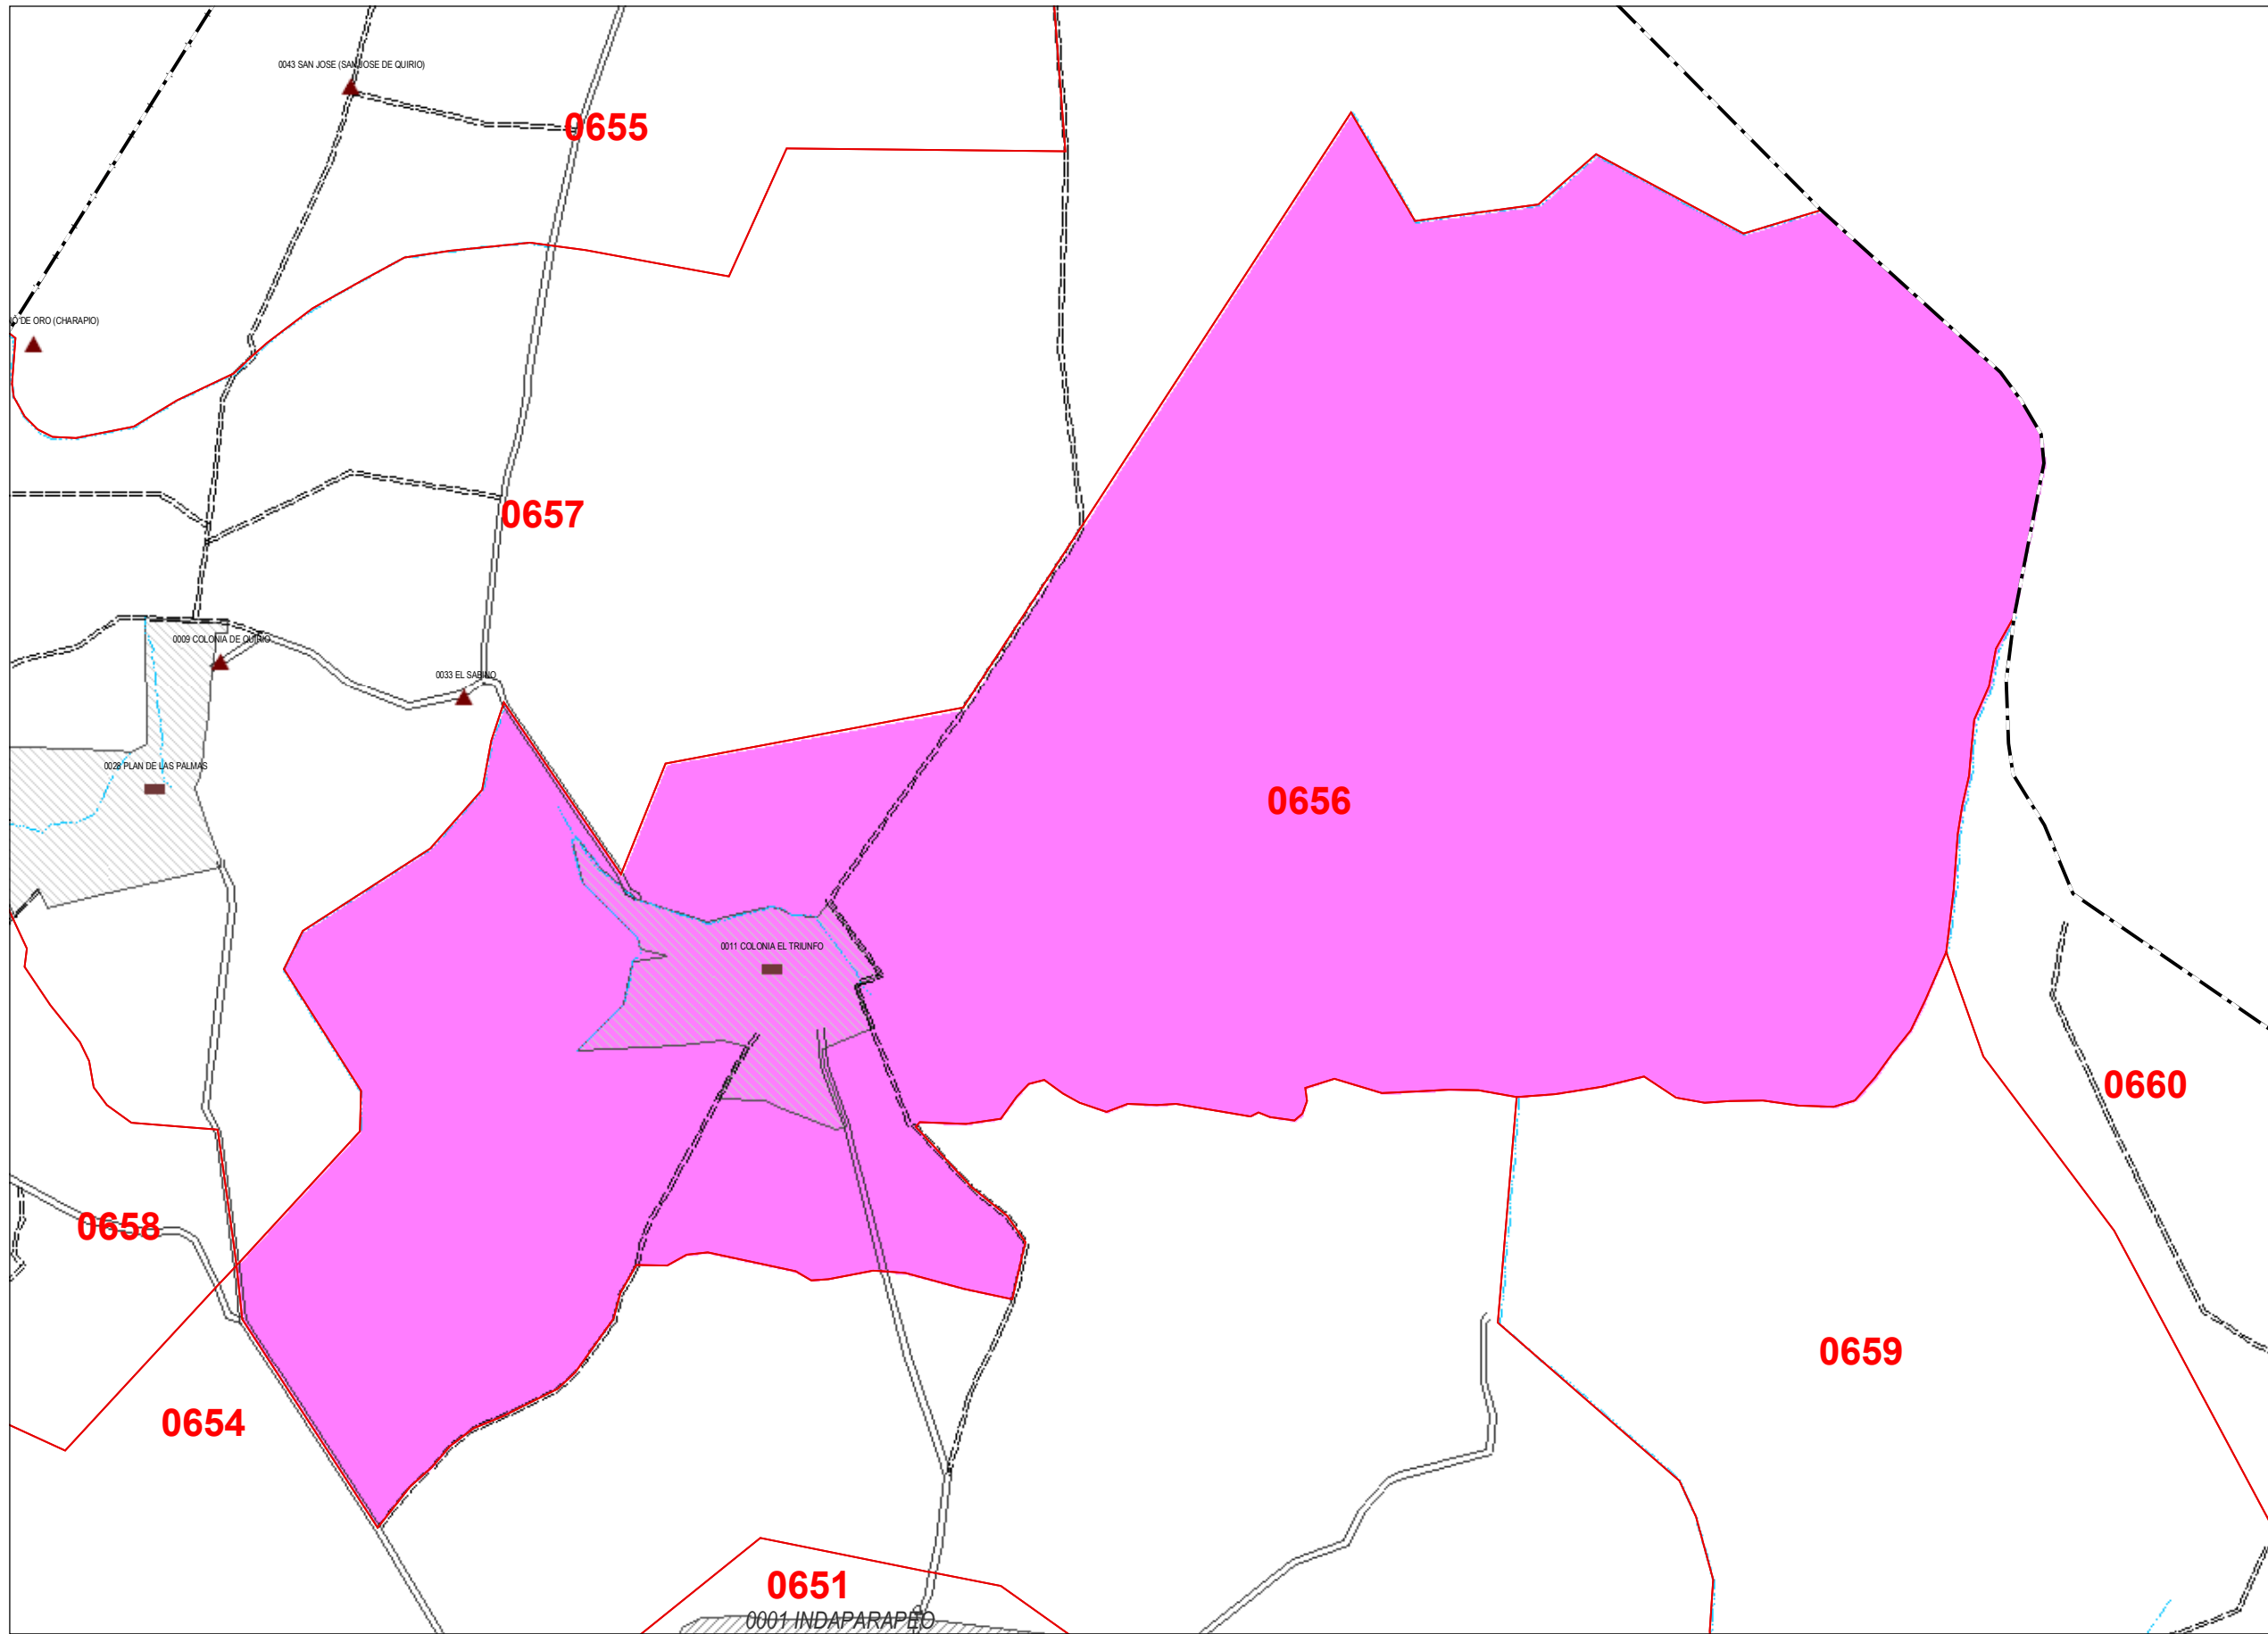 0043 SAN JOSE (SAN JOSE DE QUIRIO)
0655
O DE ORO (CHARAPIO)
0657
0009 COLONIA DE QUIRIO
0033 EL SABINO
0028 PLAN DE LAS PALMAS
0656
0011 COLONIA EL TRIUNFO
0660
0658
0659
0654
0651
0001 INDAPARAPEO